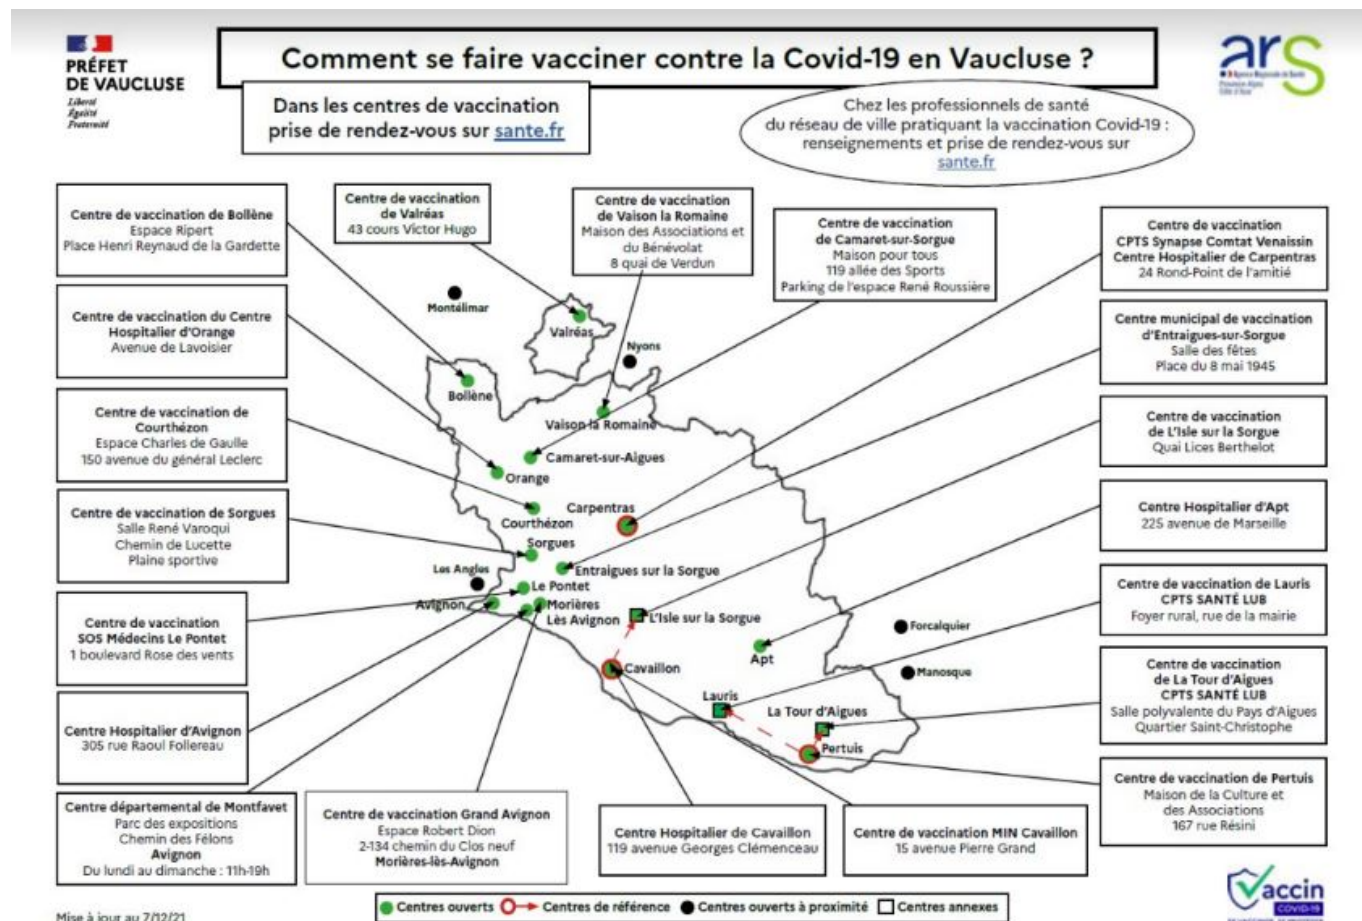 PRÉFET
DE VAUCLUSE
Liberté
Égalité
Fraternité
Comment se faire vacciner contre la Covid-19 en Vaucluse ?
ars
Agence Régionale de Santé
Provence-Alpes
Côte d'Azur
Dans les centres de vaccination
prise de rendez-vous sur sante.fr
Chez les professionnels de santé
du réseau de ville pratiquant la vaccination Covid-19 :
renseignements et prise de rendez-vous sur
sante.fr
Centre de vaccination de Bollène
Espace Ripert
Place Henri Reynaud de la Gardette
Centre de vaccination
de Valréas
43 cours Victor Hugo
Centre de vaccination
de Vaison la Romaine
Maison des Associations et
du Bénévolat
8 quai de Verdun
Centre de vaccination
de Camaret-sur-Sorgue
Maison pour tous
119 allée des Sports
Parking de l'espace René Roussière
Centre de vaccination
CPTS Synapse Comtat Venaissin
Centre Hospitalier de Carpentras
24 Rond-Point de l'amitié
Centre de vaccination du Centre
Hospitalier d'Orange
Avenue de Lavoisier
Centre municipal de vaccination
d'Entraigues-sur-Sorgue
Salle des fêtes
Place du 8 mai 1945
Centre de vaccination de
Courthézon
Espace Charles de Gaulle
150 avenue du général Leclerc
Centre de vaccination
de L'Isle sur la Sorgue
Quai Lices Berthelot
Centre de vaccination de Sorgues
Salle René Varoqui
Chemin de Lucette
Plaine sportive
Centre Hospitalier d'Apt
225 avenue de Marseille
Centre de vaccination
SOS Médecins Le Pontet
1 boulevard Rose des vents
Centre de vaccination de Lauris
CPTS SANTÉ LUB
Foyer rural, rue de la mairie
Centre Hospitalier d'Avignon
305 rue Raoul Follereau
Centre de vaccination
de La Tour d'Aigues
CPTS SANTÉ LUB
Salle polyvalente du Pays d'Aigues
Quartier Saint-Christophe
Centre départemental de Montfavet
Parc des expositions
Chemin des Félons
Avignon
Du lundi au dimanche : 11h-19h
Centre de vaccination Grand Avignon
Espace Robert Dion
2-134 chemin du Clos neuf
Morières-lès-Avignon
Centre Hospitalier de Cavaillon
119 avenue Georges Clémenceau
Centre de vaccination MIN Cavaillon
15 avenue Pierre Grand
Centre de vaccination de Pertuis
Maison de la Culture et
des Associations
167 rue Résini
Montélimar
Valréas
Nyons
Bollène
Vaison la Romaine
Camaret-sur-Aigues
Orange
Carpentras
Courthézon
Sorgues
Les Angles
Entraigues sur la Sorgue
Le Pontet
Avignon
Morières
Lès Avignon
L'Isle sur la Sorgue
Forcalquier
Apt
Cavaillon
Manosque
Lauris
La Tour d'Aigues
Pertuis
Centres ouverts
Centres de référence
Centres ouverts à proximité
Centres annexes
Mise à jour au 7/12/21
Vaccin
COVID-19